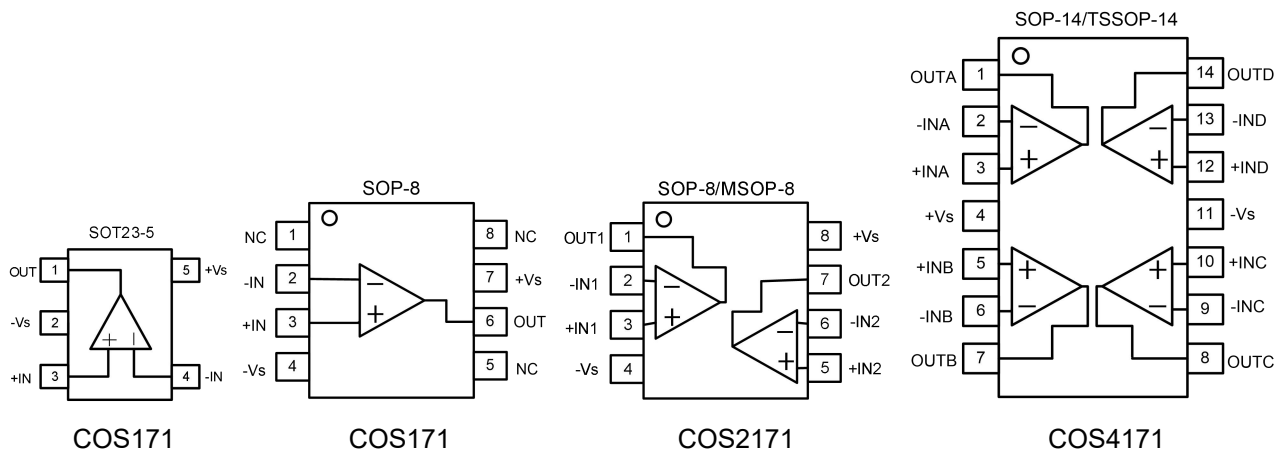 SOT23-5
OUT 1 5 +Vs
-Vs 2
+IN 3 4 -IN
COS171
SOP-8
NC 1 8 NC
-IN 2 7 +Vs
+IN 3 6 OUT
-Vs 4 5 NC
COS171
SOP-8/MSOP-8
OUT1 1 8 +Vs
-IN1 2 7 OUT2
+IN1 3 6 -IN2
-Vs 4 5 +IN2
COS2171
SOP-14/TSSOP-14
OUTA 1 14 OUTD
-INA 2 13 -IND
+INA 3 12 +IND
+Vs 4 11 -Vs
+INB 5 10 +INC
-INB 6 9 -INC
OUTB 7 8 OUTC
COS4171